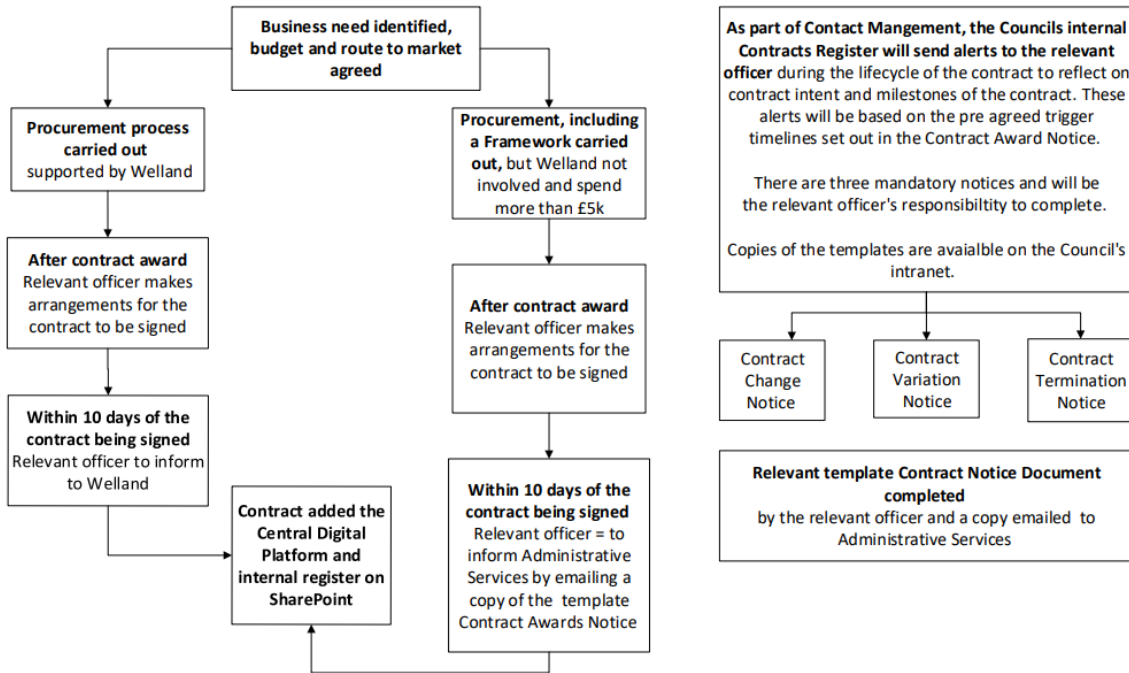 Business need identified,
budget and route to market
agreed
Procurement process
carried out
supported by Welland
After contract award
Relevant officer makes
arrangements for the
contract to be signed
Within 10 days of the
contract being signed
Relevant officer to inform
to Welland
Procurement, including
a Framework carried
out, but Welland not
involved and spend
more than £5k
After contract award
Relevant officer makes
arrangements for the
contract to be signed
Within 10 days of the
contract being signed
Relevant officer = to
inform Administrative
Services by emailing a
copy of the template
Contract Awards Notice
Contract added the
Central Digital
Platform and
internal register on
SharePoint
As part of Contact Mangement, the Councils internal
Contracts Register will send alerts to the relevant
officer during the lifecycle of the contract to reflect on
contract intent and milestones of the contract. These
alerts will be based on the pre agreed trigger
timelines set out in the Contract Award Notice.
There are three mandatory notices and will be
the relevant officer's responsibiltity to complete.
Copies of the templates are avaialble on the Council's
intranet.
Contract
Change
Notice
Contract
Variation
Notice
Contract
Termination
Notice
Relevant template Contract Notice Document
completed
by the relevant officer and a copy emailed to
Administrative Services